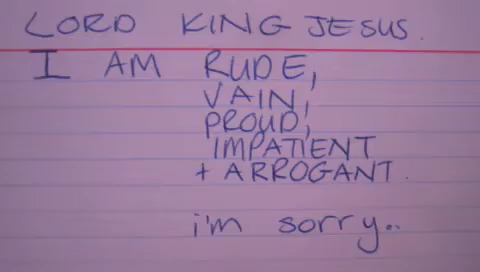 LORD KING JESUS.
I AM RUDE,
VAIN,
PROUD,
IMPATIENT
+ ARROGANT.
i'm sorry..